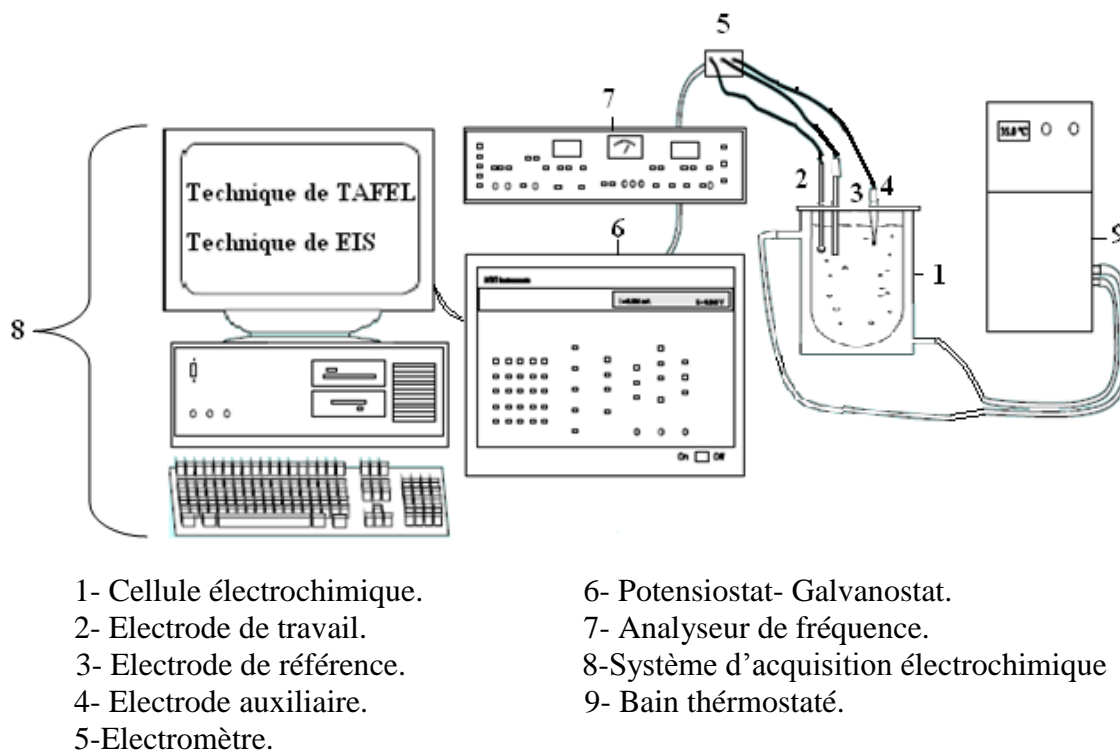 5
7
Technique de TAFEL
Technique de EIS
2
3
4
6
9
1
8
On Off
1- Cellule électrochimique.
2- Electrode de travail.
3- Electrode de référence.
4- Electrode auxiliaire.
5-Electromètre.
6- Potensiostat- Galvanostat.
7- Analyseur de fréquence.
8-Système d’acquisition électrochimique
9- Bain thérmostaté.